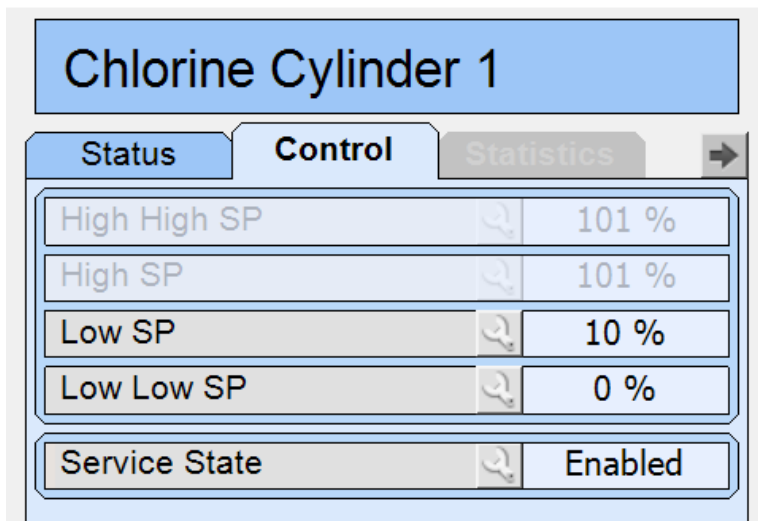 Chlorine Cylinder 1
Status Control Statistics
High High SP 101 %
High SP 101 %
Low SP 10 %
Low Low SP 0 %
Service State Enabled